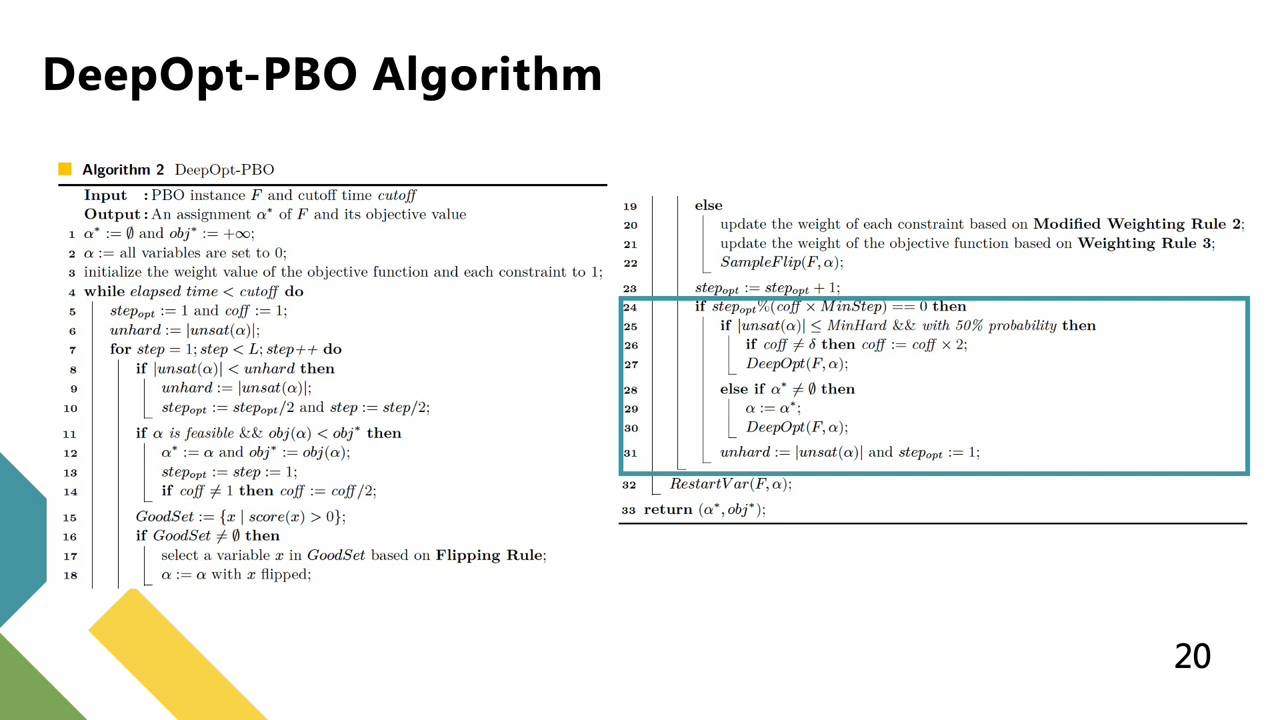 DeepOpt-PBO Algorithm
Algorithm 2 DeepOpt-PBO
Input : PBO instance F and cutoff time cutoff
Output : An assignment α* of F and its objective value
1 α* := ∅ and obj* := +∞;
2 α := all variables are set to 0;
3 initialize the weight value of the objective function and each constraint to 1;
4 while elapsed time < cutoff do
5 step_opt := 1 and coff := 1;
6 unhard := |unsat(α)|;
7 for step = 1; step < L; step++ do
8 if |unsat(α)| < unhard then
9 unhard := |unsat(α)|;
10 step_opt := step_opt/2 and step := step/2;
11 if α is feasible && obj(α) < obj* then
12 α* := α and obj* := obj(α);
13 step_opt := step := 1;
14 if coff ≠ 1 then coff := coff/2;
15 GoodSet := {x | score(x) > 0};
16 if GoodSet ≠ ∅ then
17 select a variable x in GoodSet based on Flipping Rule;
18 α := α with x flipped;
19 else
20 update the weight of each constraint based on Modified Weighting Rule 2;
21 update the weight of the objective function based on Weighting Rule 3;
22 SampleFlip(F, α);
23 step_opt := step_opt + 1;
24 if step_opt%(coff × MinStep) == 0 then
25 if |unsat(α)| ≤ MinHard && with 50% probability then
26 if coff ≠ δ then coff := coff × 2;
27 DeepOpt(F, α);
28 else if α* ≠ ∅ then
29 α := α*;
30 DeepOpt(F, α);
31 unhard := |unsat(α)| and step_opt := 1;
32 RestartVar(F, α);
33 return (α*, obj*);
20